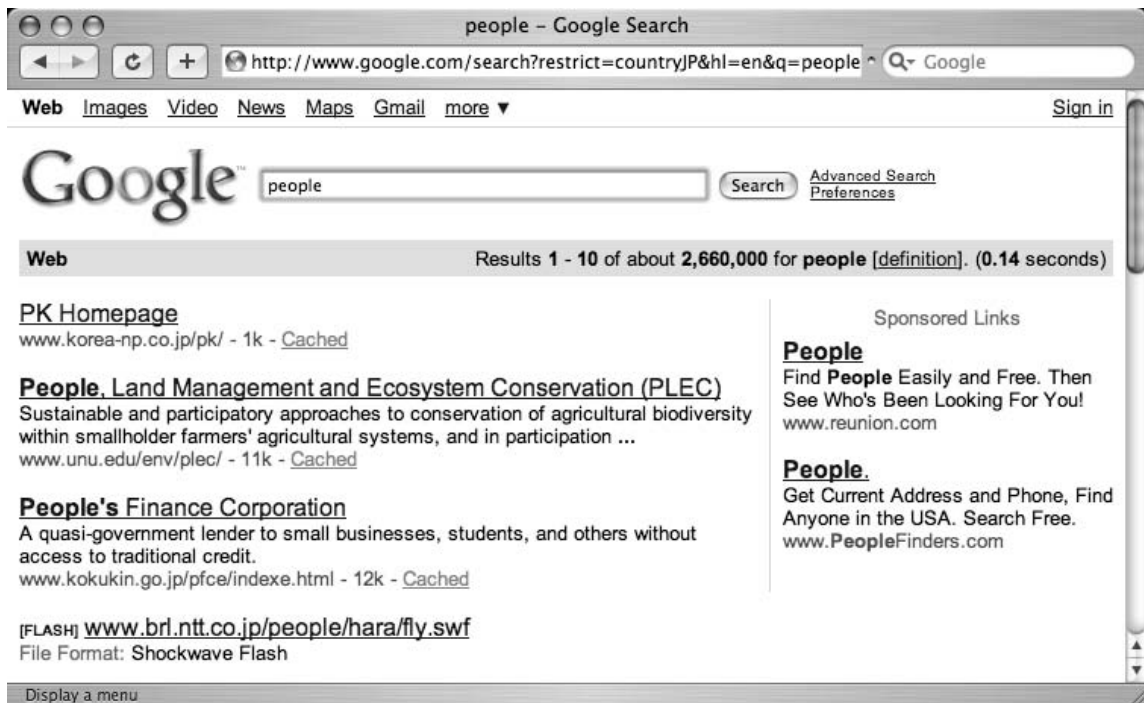 people – Google Search
http://www.google.com/search?restrict=countryJP&hl=en&q=people
Google
Web Images Video News Maps Gmail more ▼ Sign in
Google™
people
Search
Advanced Search
Preferences
Web Results 1 - 10 of about 2,660,000 for people [definition]. (0.14 seconds)
PK Homepage
www.korea-np.co.jp/pk/ - 1k - Cached
People, Land Management and Ecosystem Conservation (PLEC)
Sustainable and participatory approaches to conservation of agricultural biodiversity
within smallholder farmers' agricultural systems, and in participation ...
www.unu.edu/env/plec/ - 11k - Cached
People's Finance Corporation
A quasi-government lender to small businesses, students, and others without
access to traditional credit.
www.kokukin.go.jp/pfce/indexe.html - 12k - Cached
[FLASH] www.brl.ntt.co.jp/people/hara/fly.swf
File Format: Shockwave Flash
Sponsored Links
People
Find People Easily and Free. Then
See Who's Been Looking For You!
www.reunion.com
People.
Get Current Address and Phone, Find
Anyone in the USA. Search Free.
www.PeopleFinders.com
Display a menu